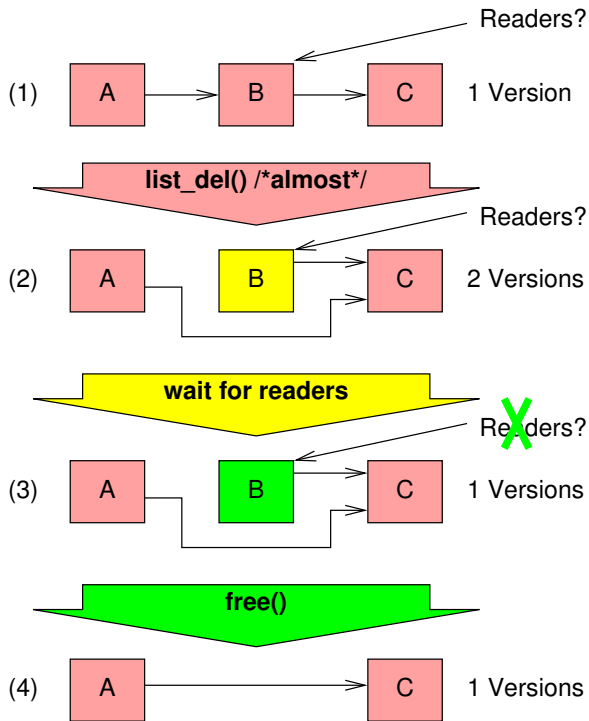 Readers?
(1) A B C 1 Version
list_del() /*almost*/
Readers?
(2) A B C 2 Versions
wait for readers
Readers?
(3) A B C 1 Versions
free()
(4) A C 1 Versions